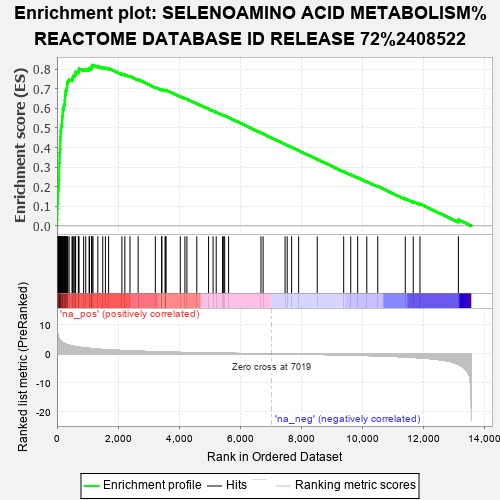 Enrichment plot: SELENOAMINO ACID METABOLISM%
REACTOME DATABASE ID RELEASE 72%2408522
Enrichment score (ES)
0.8
0.7
0.6
0.5
0.4
0.3
0.2
0.1
0.0
'na_pos' (positively correlated)
Ranked list metric (PreRanked)
10
0
-10
-20
Zero cross at 7019
'na_neg' (negatively correlated)
0
2,000
4,000
6,000
8,000
10,000
12,000
14,000
Rank in Ordered Dataset
Enrichment profile
Hits
Ranking metric scores